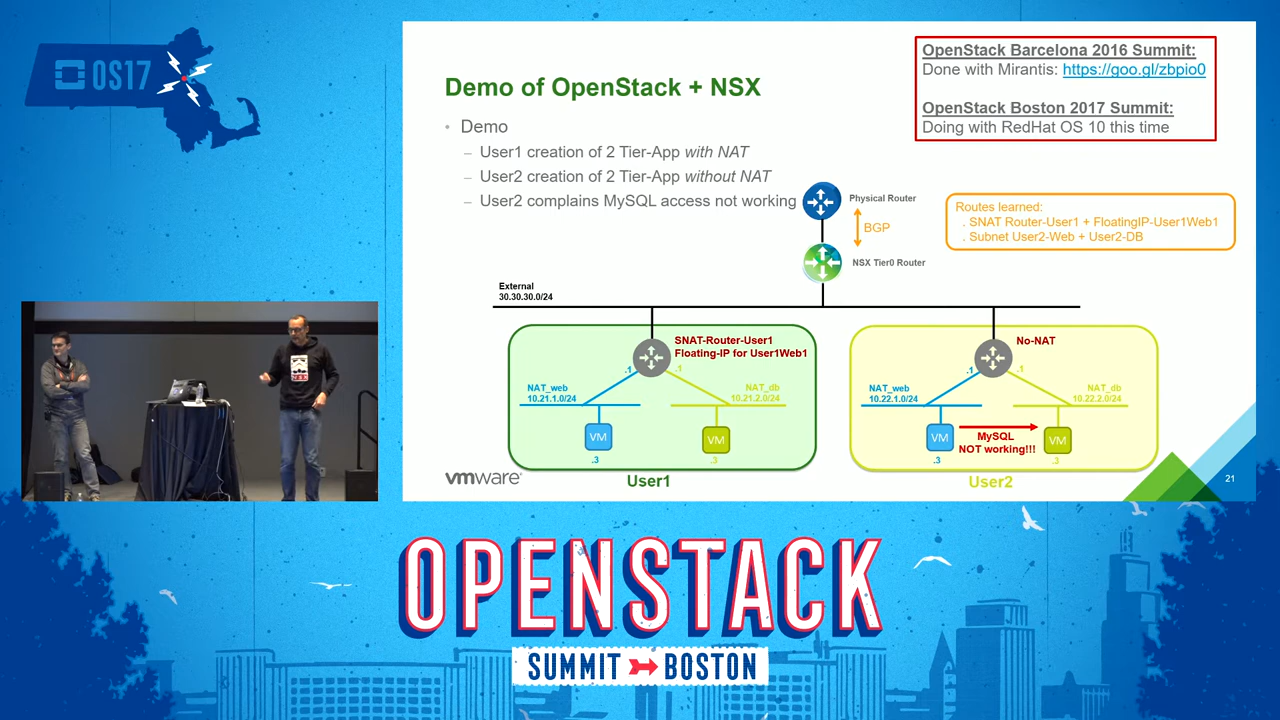 OS17
OpenStack Barcelona 2016 Summit:
Done with Mirantis: https://goo.gl/zbpio0
OpenStack Boston 2017 Summit:
Doing with RedHat OS 10 this time
Demo of OpenStack + NSX
• Demo
– User1 creation of 2 Tier-App with NAT
– User2 creation of 2 Tier-App without NAT
– User2 complains MySQL access not working
Physical Router
BGP
NSX Tier0 Router
Routes learned:
. SNAT Router-User1 + FloatingIP-User1Web1
. Subnet User2-Web + User2-DB
External
30.30.30.0/24
SNAT-Router-User1
Floating-IP for User1Web1
.1
.1
NAT_web
10.21.1.0/24
NAT_db
10.21.2.0/24
VM
VM
.3
.3
User1
No-NAT
.1
.1
NAT_web
10.22.1.0/24
NAT_db
10.22.2.0/24
VM
MySQL
NOT working!!!
VM
.3
.3
User2
vmware®
21
OPENSTACK
SUMMIT BOSTON